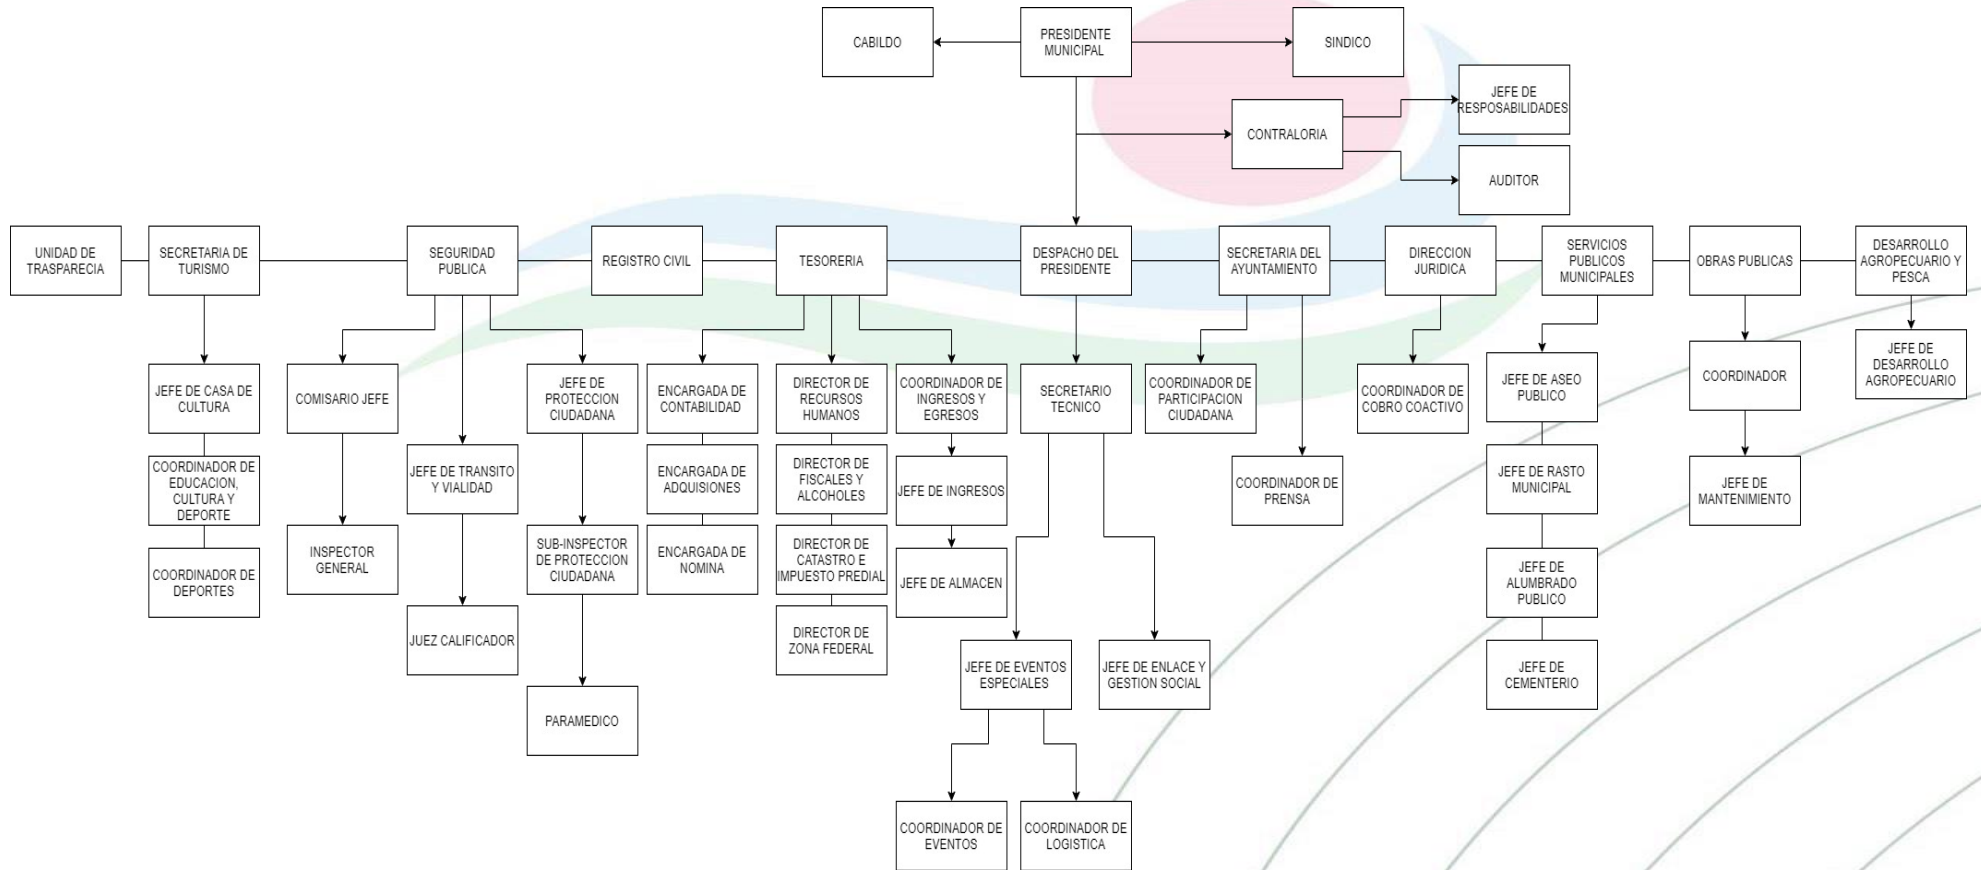 CABILDO
PRESIDENTE
MUNICIPAL
SINDICO
JEFE DE
RESPOSABILIDADES
CONTRALORIA
AUDITOR
UNIDAD DE
TRASPARECIA
SECRETARIA DE
TURISMO
SEGURIDAD
PUBLICA
REGISTRO CIVIL
TESORERIA
DESPACHO DEL
PRESIDENTE
SECRETARIA DEL
AYUNTAMIENTO
DIRECCION
JURIDICA
SERVICIOS
PUBLICOS
MUNICIPALES
OBRAS PUBLICAS
DESARROLLO
AGROPECUARIO Y
PESCA
JEFE DE CASA DE
CULTURA
COMISARIO JEFE
JEFE DE
PROTECCION
CIUDADANA
ENCARGADA DE
CONTABILIDAD
DIRECTOR DE
RECURSOS
HUMANOS
COORDINADOR DE
INGRESOS Y
EGRESOS
SECRETARIO
TECNICO
COORDINADOR DE
PARTICIPACION
CIUDADANA
COORDINADOR DE
COBRO COACTIVO
JEFE DE ASEO
PUBLICO
COORDINADOR
JEFE DE
DESARROLLO
AGROPECUARIO
COORDINADOR DE
EDUCACION,
CULTURA Y
DEPORTE
JEFE DE TRANSITO
Y VIALIDAD
ENCARGADA DE
ADQUISIONES
DIRECTOR DE
FISCALES Y
ALCOHOLES
JEFE DE INGRESOS
COORDINADOR DE
PRENSA
JEFE DE RASTO
MUNICIPAL
JEFE DE
MANTENIMIENTO
COORDINADOR DE
DEPORTES
INSPECTOR
GENERAL
SUB-INSPECTOR
DE PROTECCION
CIUDADANA
ENCARGADA DE
NOMINA
DIRECTOR DE
CATASTRO E
IMPUESTO PREDIAL
JEFE DE ALMACEN
JEFE DE
ALUMBRADO
PUBLICO
JUEZ CALIFICADOR
DIRECTOR DE
ZONA FEDERAL
JEFE DE EVENTOS
ESPECIALES
JEFE DE ENLACE Y
GESTION SOCIAL
JEFE DE
CEMENTERIO
PARAMEDICO
COORDINADOR DE
EVENTOS
COORDINADOR DE
LOGISTICA